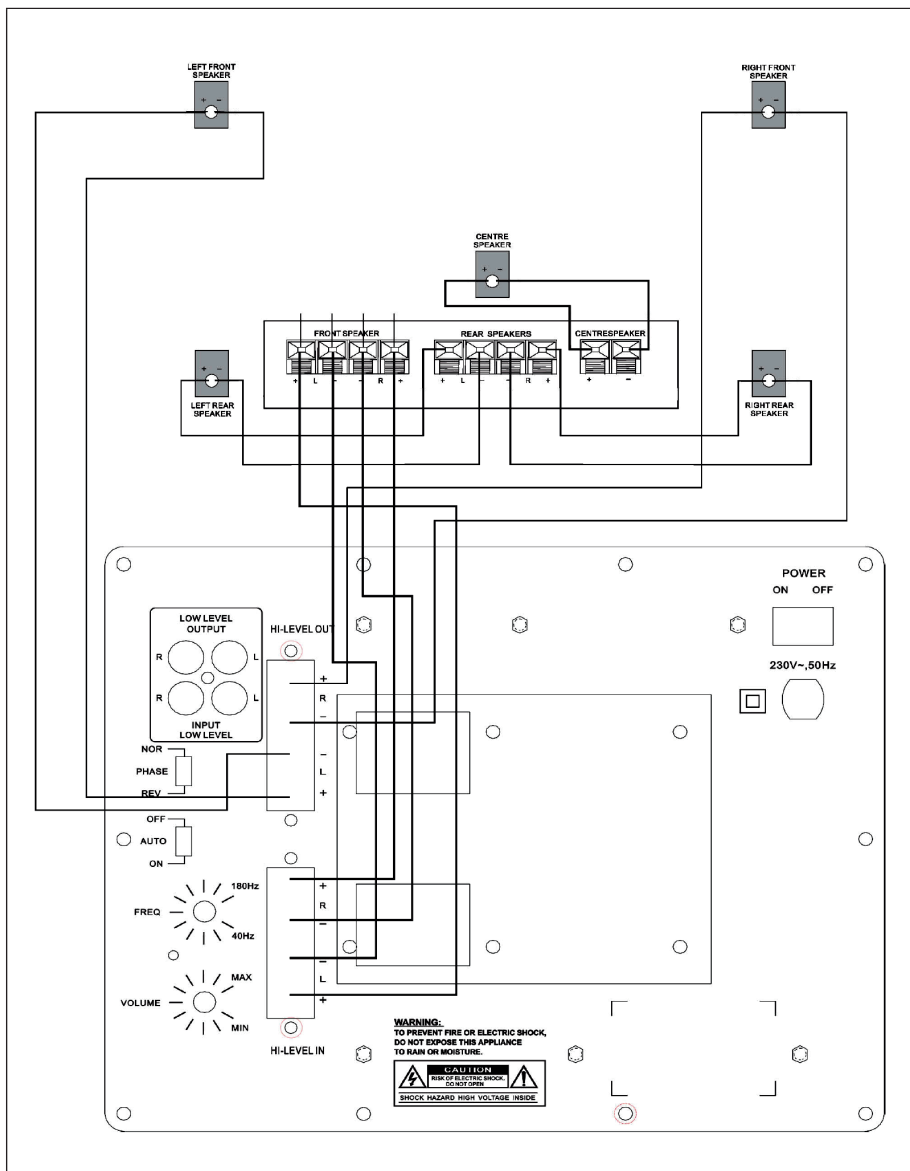 LEFT FRONT
SPEAKER
+ −
RIGHT FRONT
SPEAKER
+ −
CENTRE
SPEAKER
+ −
FRONT SPEAKER
REAR SPEAKERS
CENTRESPEAKER
+ L − − R +
+ L − − R +
+ −
+ −
LEFT REAR
SPEAKER
+ −
RIGHT REAR
SPEAKER
POWER
ON OFF
230V~,50Hz
LOW LEVEL
OUTPUT
R L
R L
INPUT
LOW LEVEL
HI-LEVEL OUT
+
R
−
−
L
+
NOR
PHASE
REV
OFF
AUTO
ON
180Hz
FREQ
40Hz
MAX
VOLUME
MIN
+
R
−
−
L
+
HI-LEVEL IN
WARNING:
TO PREVENT FIRE OR ELECTRIC SHOCK,
DO NOT EXPOSE THIS APPLIANCE
TO RAIN OR MOISTURE.
CAUTION
RISK OF ELECTRIC SHOCK,
DO NOT OPEN
SHOCK HAZARD HIGH VOLTAGE INSIDE